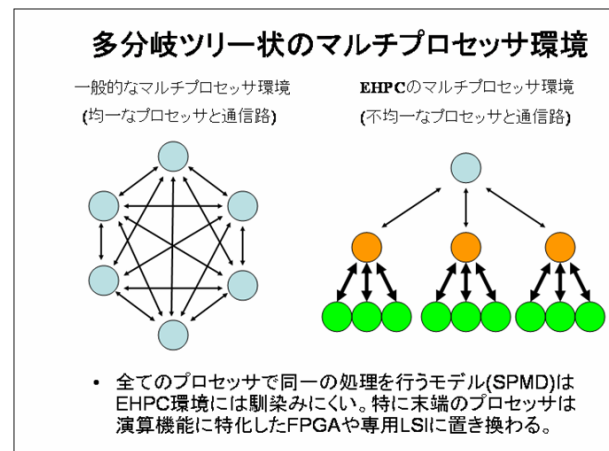 多分岐ツリー状のマルチプロセッサ環境
一般的なマルチプロセッサ環境
(均一なプロセッサと通信路)
EHPCのマルチプロセッサ環境
(不均一なプロセッサと通信路)
• 全てのプロセッサで同一の処理を行うモデル(SPMD)は
EHPC環境には馴染みにくい。特に末端のプロセッサは
演算機能に特化したFPGAや専用LSIに置き換わる。